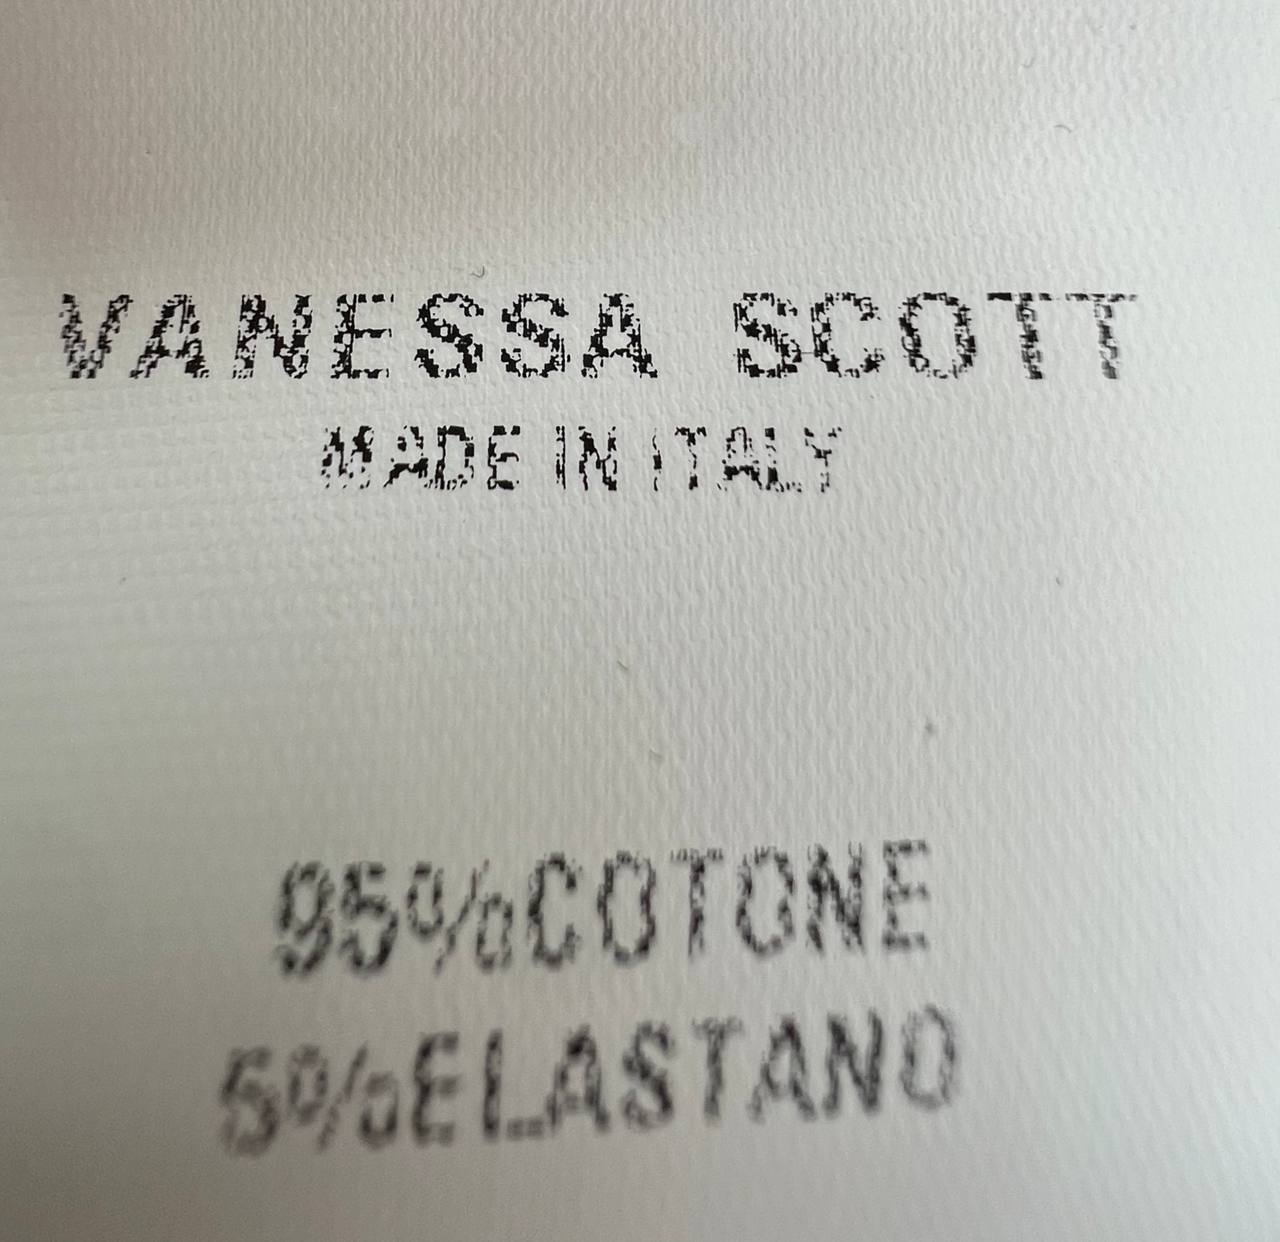 VANESSA SCOTT
MADE IN ITALY
95%COTONE
5%ELASTANO